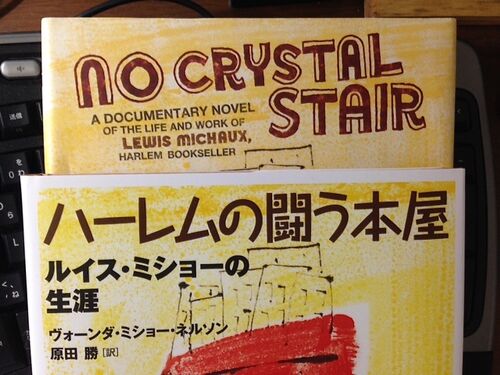 NO CRYSTAL
STAIR
A DOCUMENTARY NOVEL
OF THE LIFE AND WORK OF
LEWIS MICHAUX,
HARLEM BOOKSELLER
ハーレムの闘う本屋
ルイス・ミショーの
生涯
ヴォーンダ・ミショー・ネルソン
原田 勝[訳]